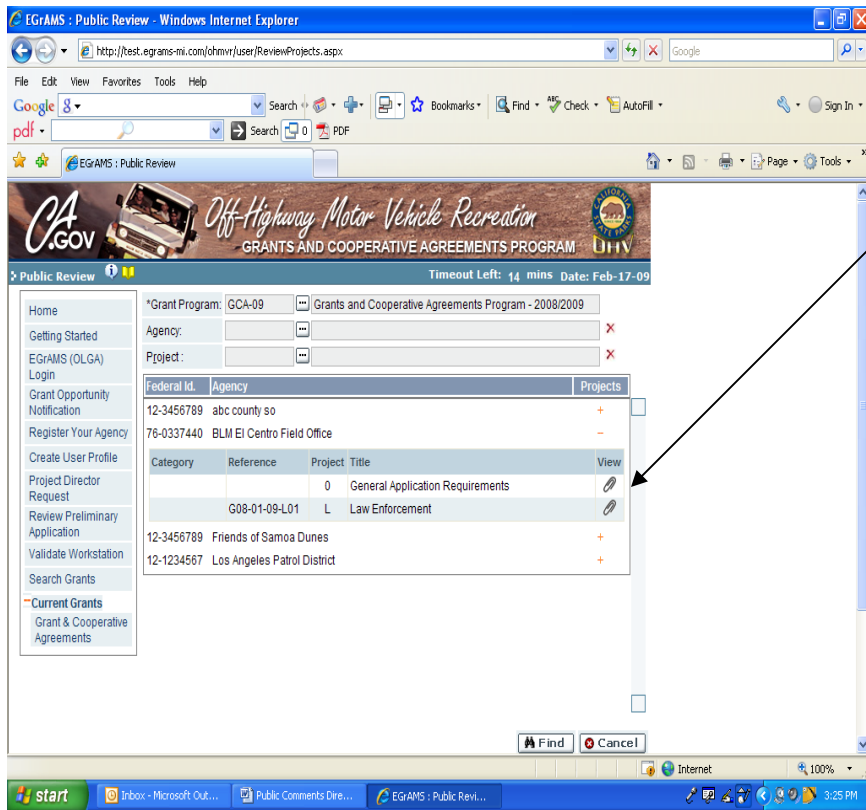 EGrAMS : Public Review - Windows Internet Explorer
http://test.egrams-mi.com/ohmvr/user/ReviewProjects.aspx
Google
File Edit View Favorites Tools Help
Google Search Bookmarks Find Check AutoFill Sign In
pdf Search 0 PDF
EGrAMS : Public Review Page Tools
CA.GOV Off-Highway Motor Vehicle Recreation
GRANTS AND COOPERATIVE AGREEMENTS PROGRAM
CALIFORNIA STATE PARKS OHV
Public Review Timeout Left: 14 mins Date: Feb-17-09
Home
Getting Started
EGrAMS (OLGA)
Login
Grant Opportunity
Notification
Register Your Agency
Create User Profile
Project Director
Request
Review Preliminary
Application
Validate Workstation
Search Grants
Current Grants
Grant & Cooperative
Agreements
*Grant Program: GCA-09 Grants and Cooperative Agreements Program - 2008/2009
Agency:
Project :
Federal Id. Agency Projects
12-3456789 abc county so +
76-0337440 BLM El Centro Field Office -
Category Reference Project Title View
0 General Application Requirements
G08-01-09-L01 L Law Enforcement
12-3456789 Friends of Samoa Dunes +
12-1234567 Los Angeles Patrol District +
Find Cancel
Internet 100%
start Inbox - Microsoft Out... Public Comments Dire... EGrAMS : Public Revi... 3:25 PM